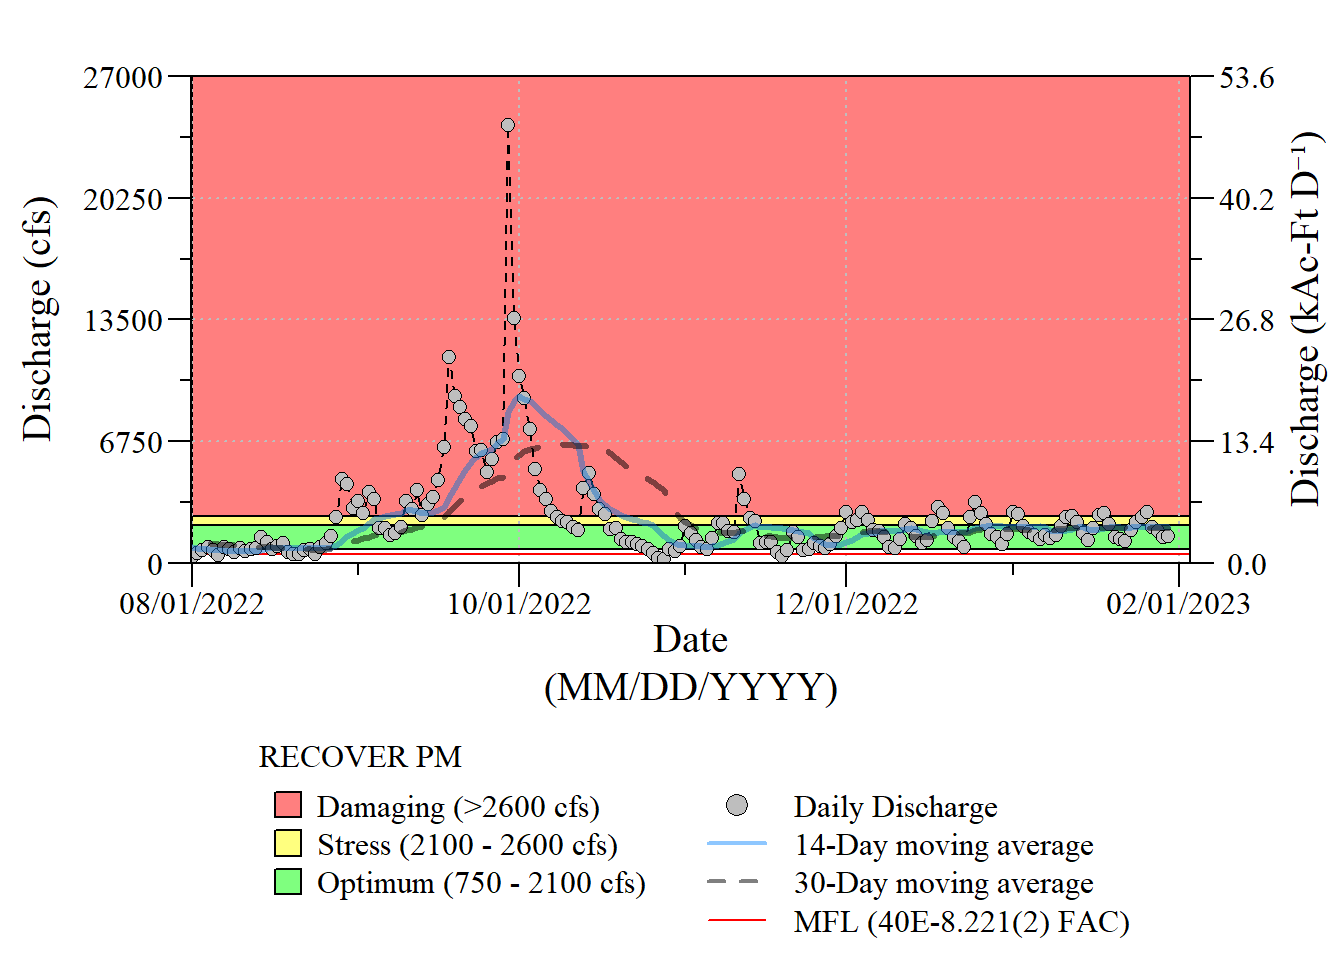 27000
20250
13500
6750
0
Discharge (cfs)
53.6
40.2
26.8
13.4
0.0
Discharge (kAc-Ft D⁻¹)
08/01/2022
10/01/2022
12/01/2022
02/01/2023
Date
(MM/DD/YYYY)
RECOVER PM
Damaging (>2600 cfs)
Stress (2100 - 2600 cfs)
Optimum (750 - 2100 cfs)
Daily Discharge
14-Day moving average
30-Day moving average
MFL (40E-8.221(2) FAC)